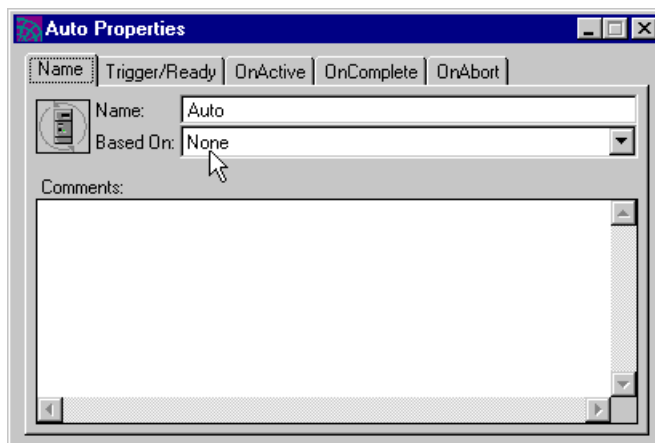 Auto Properties
Name Trigger/Ready OnActive OnComplete OnAbort
Name: Auto
Based On: None
Comments: